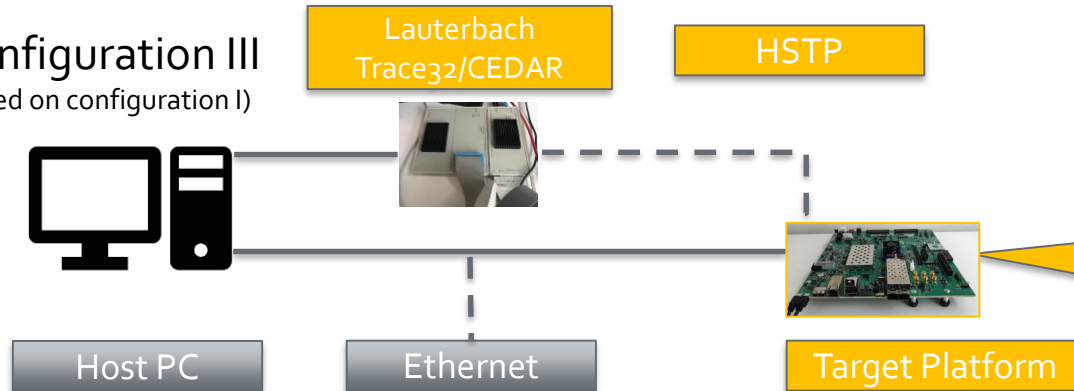 nfiguration III
ed on configuration I)
Lauterbach
Trace32/CEDAR
HSTP
Host PC
Ethernet
Target Platform